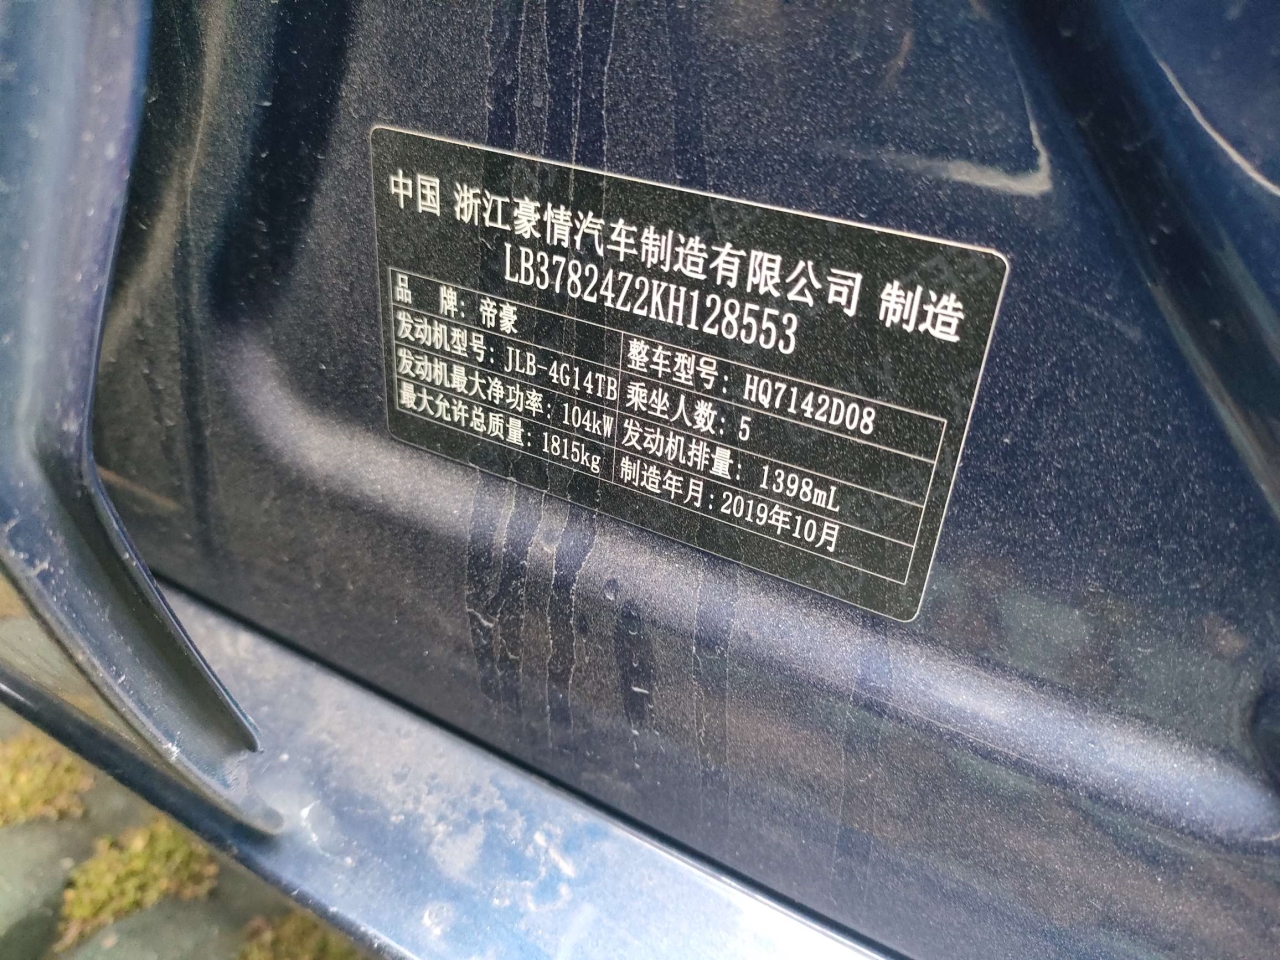 中国 浙江豪情汽车制造有限公司 制造
LB37824Z2KH128553
品 牌: 帝豪 整车型号: HQ7142D08
发动机型号: JLB-4G14TB 乘坐人数: 5
发动机最大净功率: 104kW 发动机排量: 1398mL
最大允许总质量: 1815kg 制造年月: 2019年10月